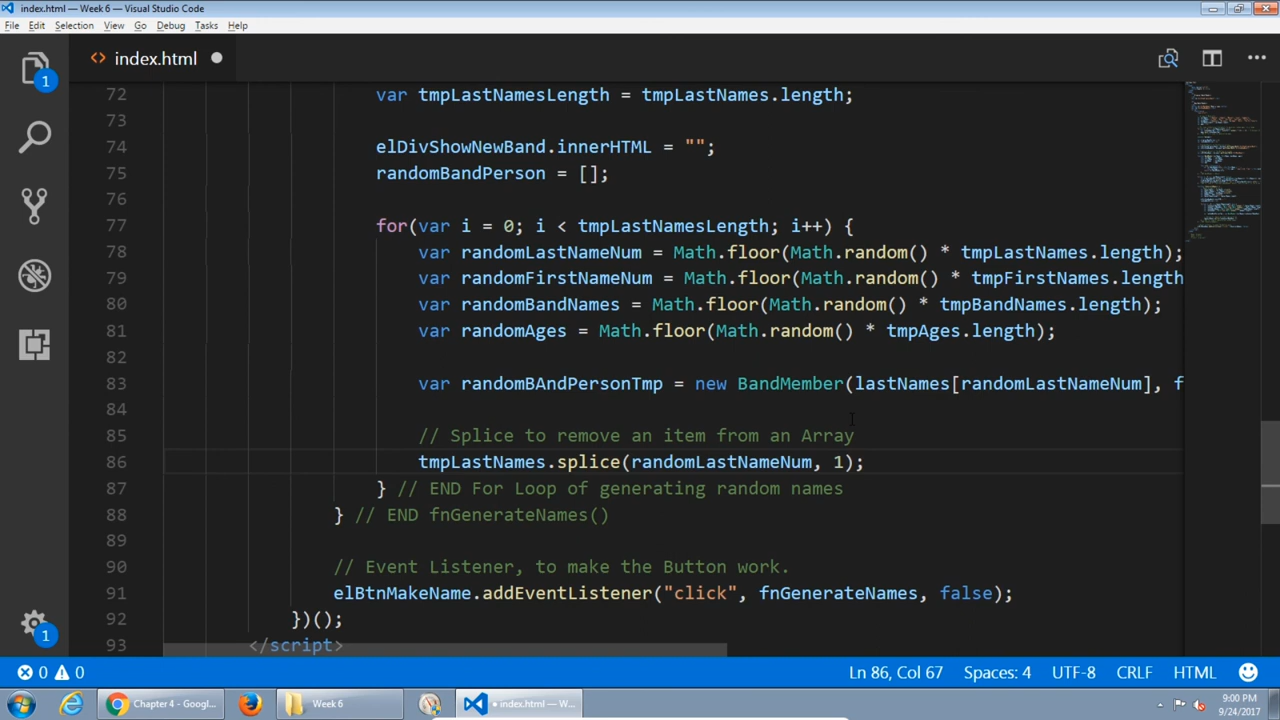 index.html — Week 6 — Visual Studio Code
File Edit Selection View Go Debug Tasks Help
1
<> index.html
72 var tmpLastNamesLength = tmpLastNames.length;
73
74 elDivShowNewBand.innerHTML = "";
75 randomBandPerson = [];
76
77 for(var i = 0; i < tmpLastNamesLength; i++) {
78 var randomLastNameNum = Math.floor(Math.random() * tmpLastNames.length);
79 var randomFirstNameNum = Math.floor(Math.random() * tmpFirstNames.length
80 var randomBandNames = Math.floor(Math.random() * tmpBandNames.length);
81 var randomAges = Math.floor(Math.random() * tmpAges.length);
82
83 var randomBAndPersonTmp = new BandMember(lastNames[randomLastNameNum], f
84
85 // Splice to remove an item from an Array
86 tmpLastNames.splice(randomLastNameNum, 1);
87 } // END For Loop of generating random names
88 } // END fnGenerateNames()
89
90 // Event Listener, to make the Button work.
91 elBtnMakeName.addEventListener("click", fnGenerateNames, false);
92 })();
93 </script>
1
0 0 Ln 86, Col 67 Spaces: 4 UTF-8 CRLF HTML
Chapter 4 - Googl... Week 6 • index.html — W... 9:00 PM
9/24/2017